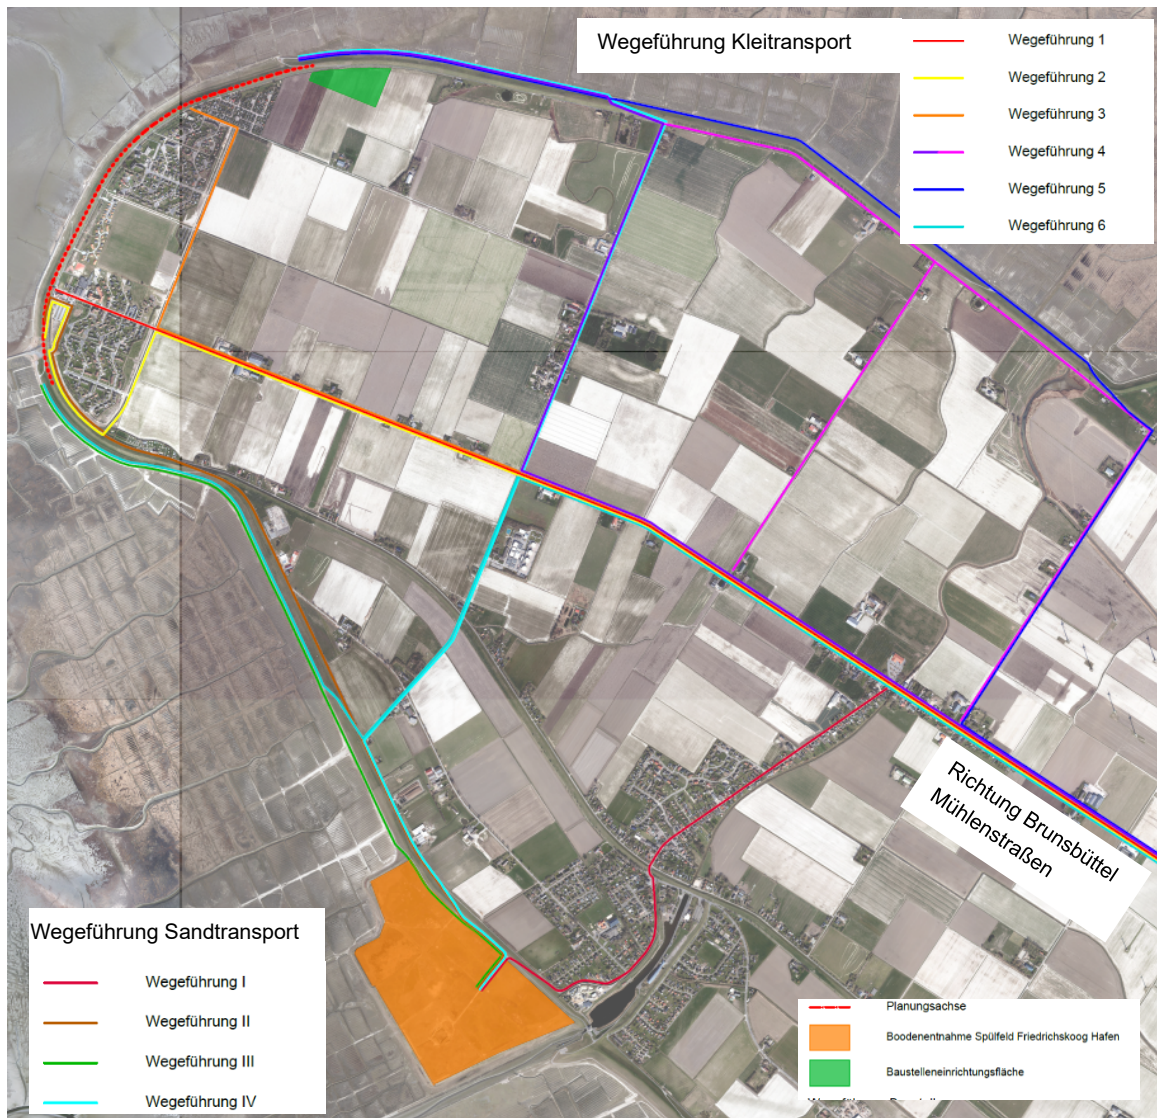 Wegeführung Kleitransport
Wegeführung 1
Wegeführung 2
Wegeführung 3
Wegeführung 4
Wegeführung 5
Wegeführung 6
Richtung Brunsbüttel
Mühlenstraßen
Wegeführung Sandtransport
Wegeführung I
Wegeführung II
Wegeführung III
Wegeführung IV
Planungsachse
Boodenentnahme Spülfeld Friedrichskoog Hafen
Baustelleneinrichtungsfläche